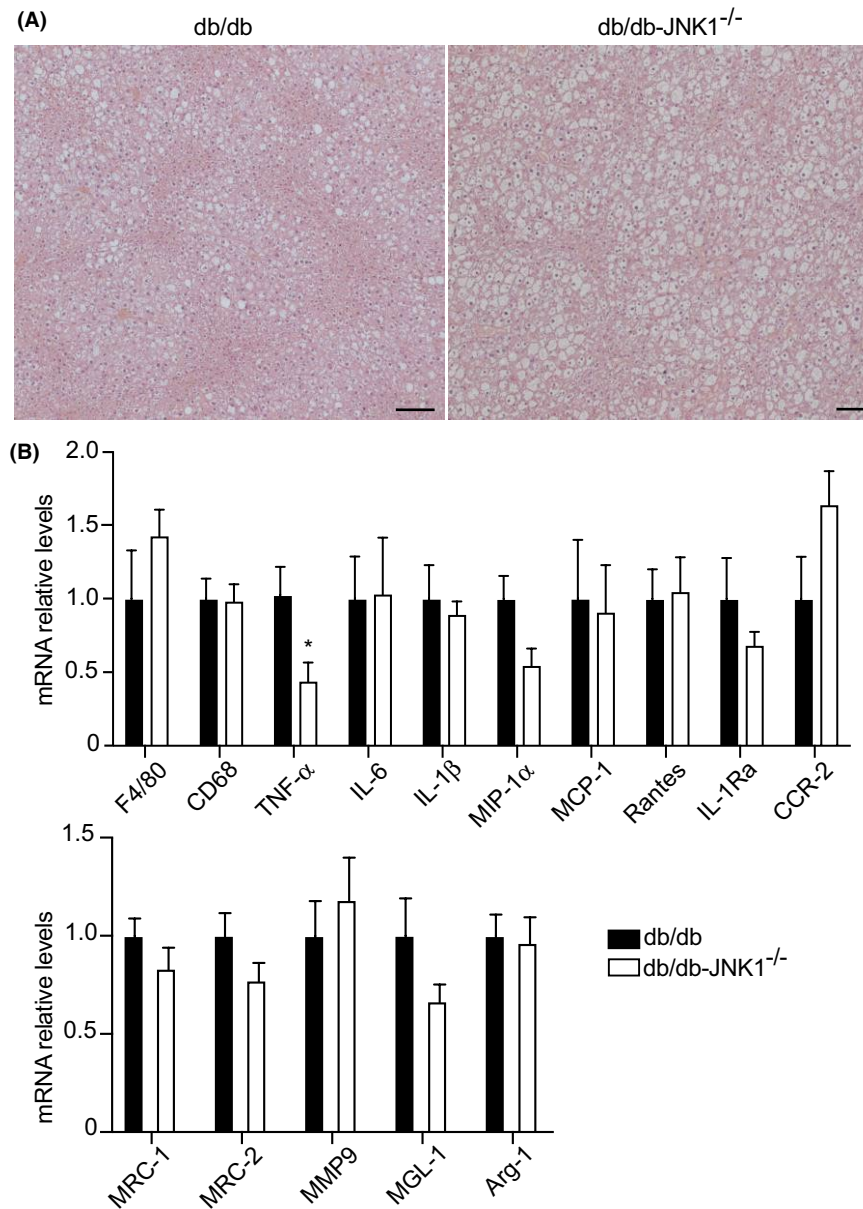 (A)
db/db db/db-JNK1-/-
(B)
mRNA relative levels
2.0
1.5
1.0
0.5
0
F4/80 CD68 TNF-α IL-6 IL-1β MIP-1α MCP-1 Rantes IL-1Ra CCR-2
*
mRNA relative levels
1.5
1.0
0.5
0
MRC-1 MRC-2 MMP9 MGL-1 Arg-1
db/db
db/db-JNK1-/-